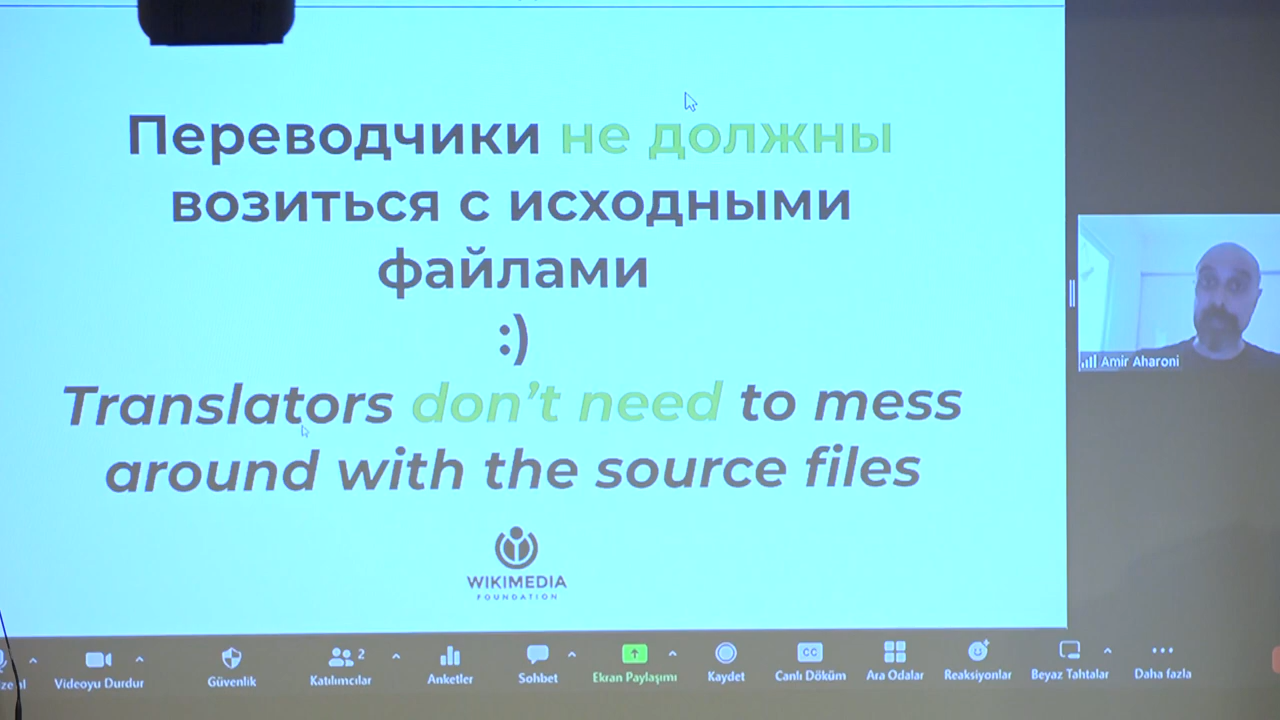 Переводчики не должны
возиться с исходными
файлами
:)
Translators don't need to mess
around with the source files
WIKIMEDIA
FOUNDATION
Amir Aharoni
Videoyu Durdur
Güvenlik
2
Katılımcılar
Anketler
Sohbet
Ekran Paylaşımı
Kaydet
CC
Canlı Döküm
Ara Odalar
Reaksiyonlar
Beyaz Tahtalar
Daha fazla